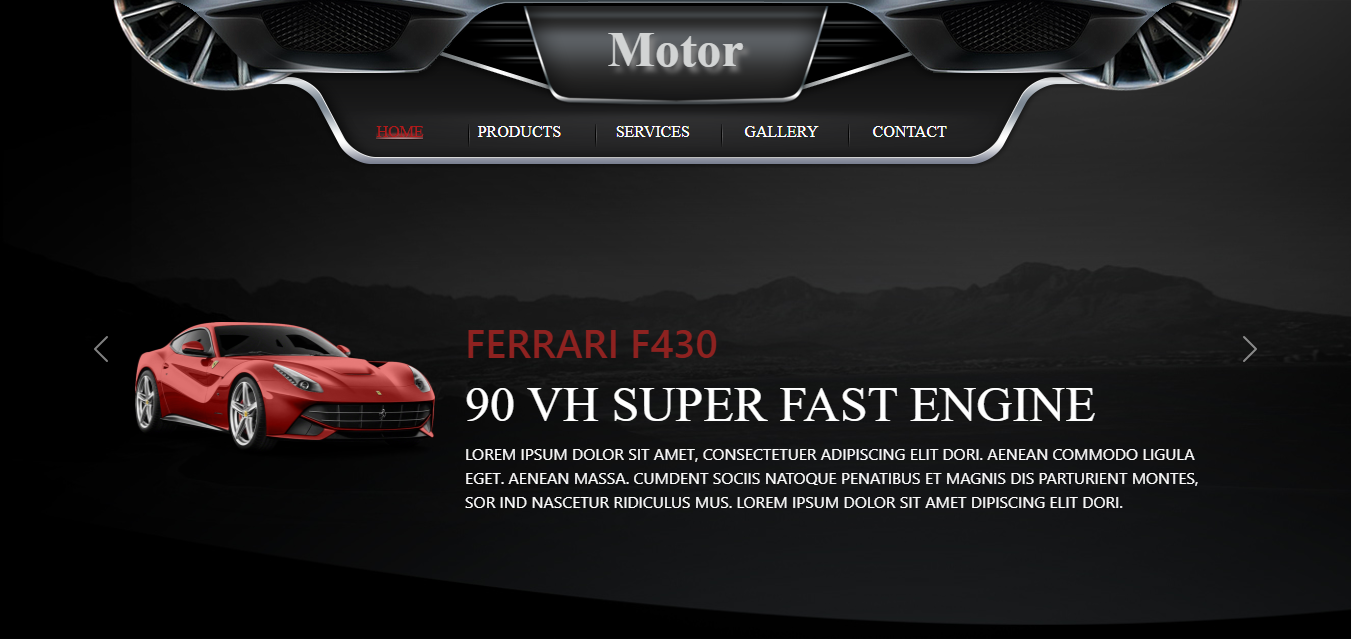 Motor
HOME PRODUCTS SERVICES GALLERY CONTACT
FERRARI F430
90 VH SUPER FAST ENGINE
LOREM IPSUM DOLOR SIT AMET, CONSECTETUER ADIPISCING ELIT DORI. AENEAN COMMODO LIGULA
EGET. AENEAN MASSA. CUMDENT SOCIIS NATOQUE PENATIBUS ET MAGNIS DIS PARTURIENT MONTES,
SOR IND NASCETUR RIDICULUS MUS. LOREM IPSUM DOLOR SIT AMET DIPISCING ELIT DORI.